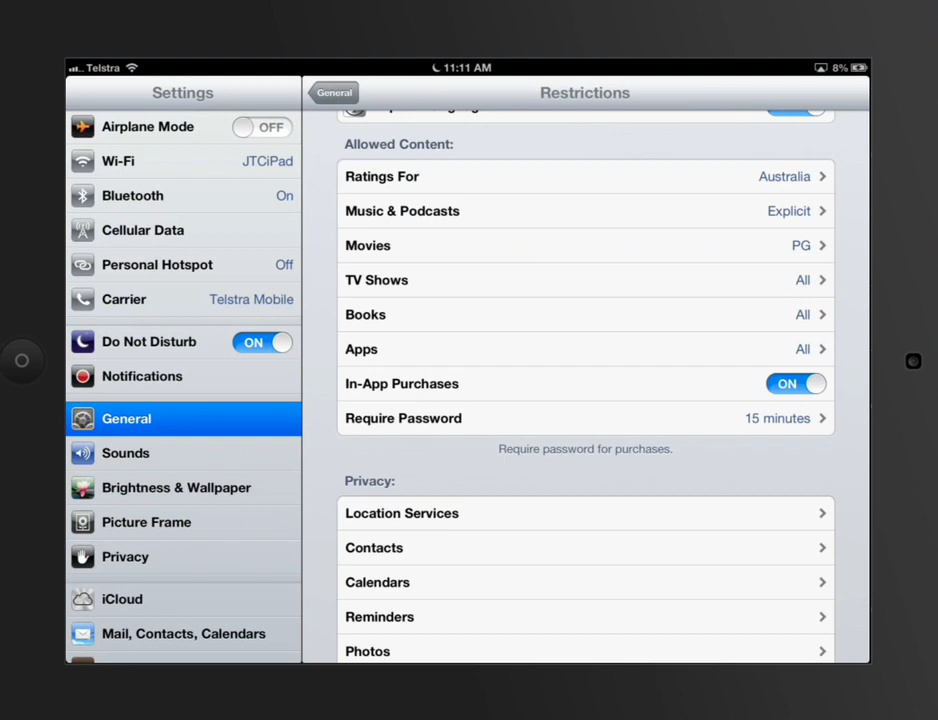 Telstra
11:11 AM
8%
Settings
General
Restrictions
Airplane Mode OFF
Wi-Fi JTCiPad
Bluetooth On
Cellular Data
Personal Hotspot Off
Carrier Telstra Mobile
Do Not Disturb ON
Notifications
General
Sounds
Brightness & Wallpaper
Picture Frame
Privacy
iCloud
Mail, Contacts, Calendars
Allowed Content:
Ratings For Australia
Music & Podcasts Explicit
Movies PG
TV Shows All
Books All
Apps All
In-App Purchases ON
Require Password 15 minutes
Require password for purchases.
Privacy:
Location Services
Contacts
Calendars
Reminders
Photos